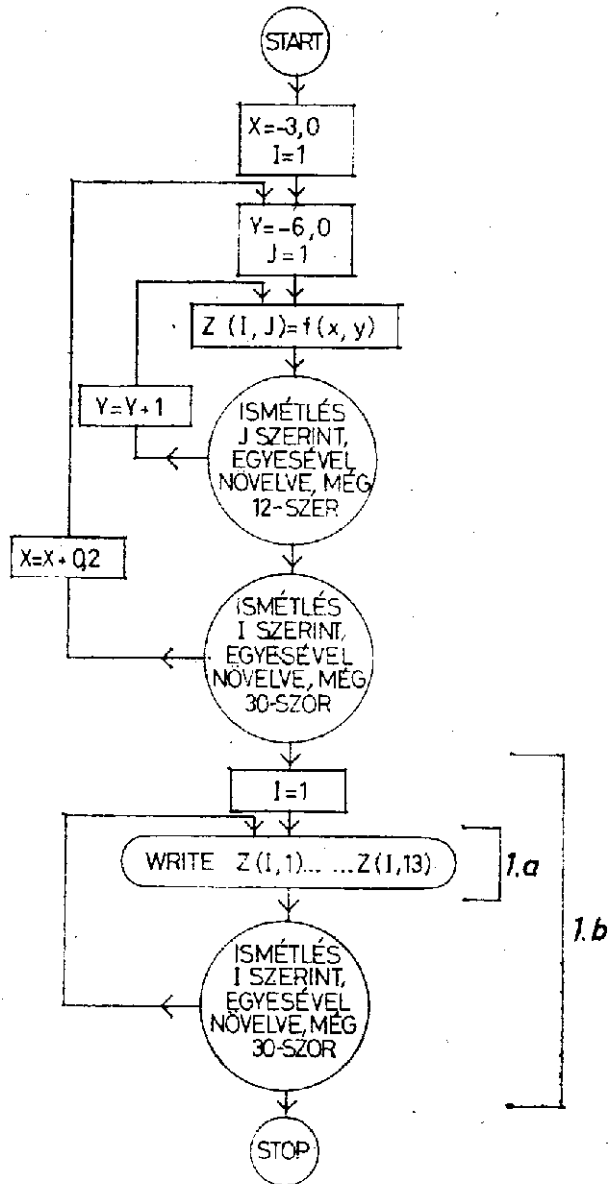 START
X=-3,0
I=1
Y=-6,0
J=1
Z (I,J)=f(x,y)
Y=Y+1
ISMÉTLÉS
J SZERINT,
EGYESÉVEL
NÖVELVE, MÉG
12-SZER
X=X+0,2
ISMÉTLÉS
I SZERINT,
EGYESÉVEL
NÖVELVE, MÉG
30-SZOR
I=1
WRITE Z(I,1)... ...Z(I,13)
1.a
1.b
ISMÉTLÉS
I SZERINT,
EGYESÉVEL
NÖVELVE, MÉG
30-SZOR
STOP